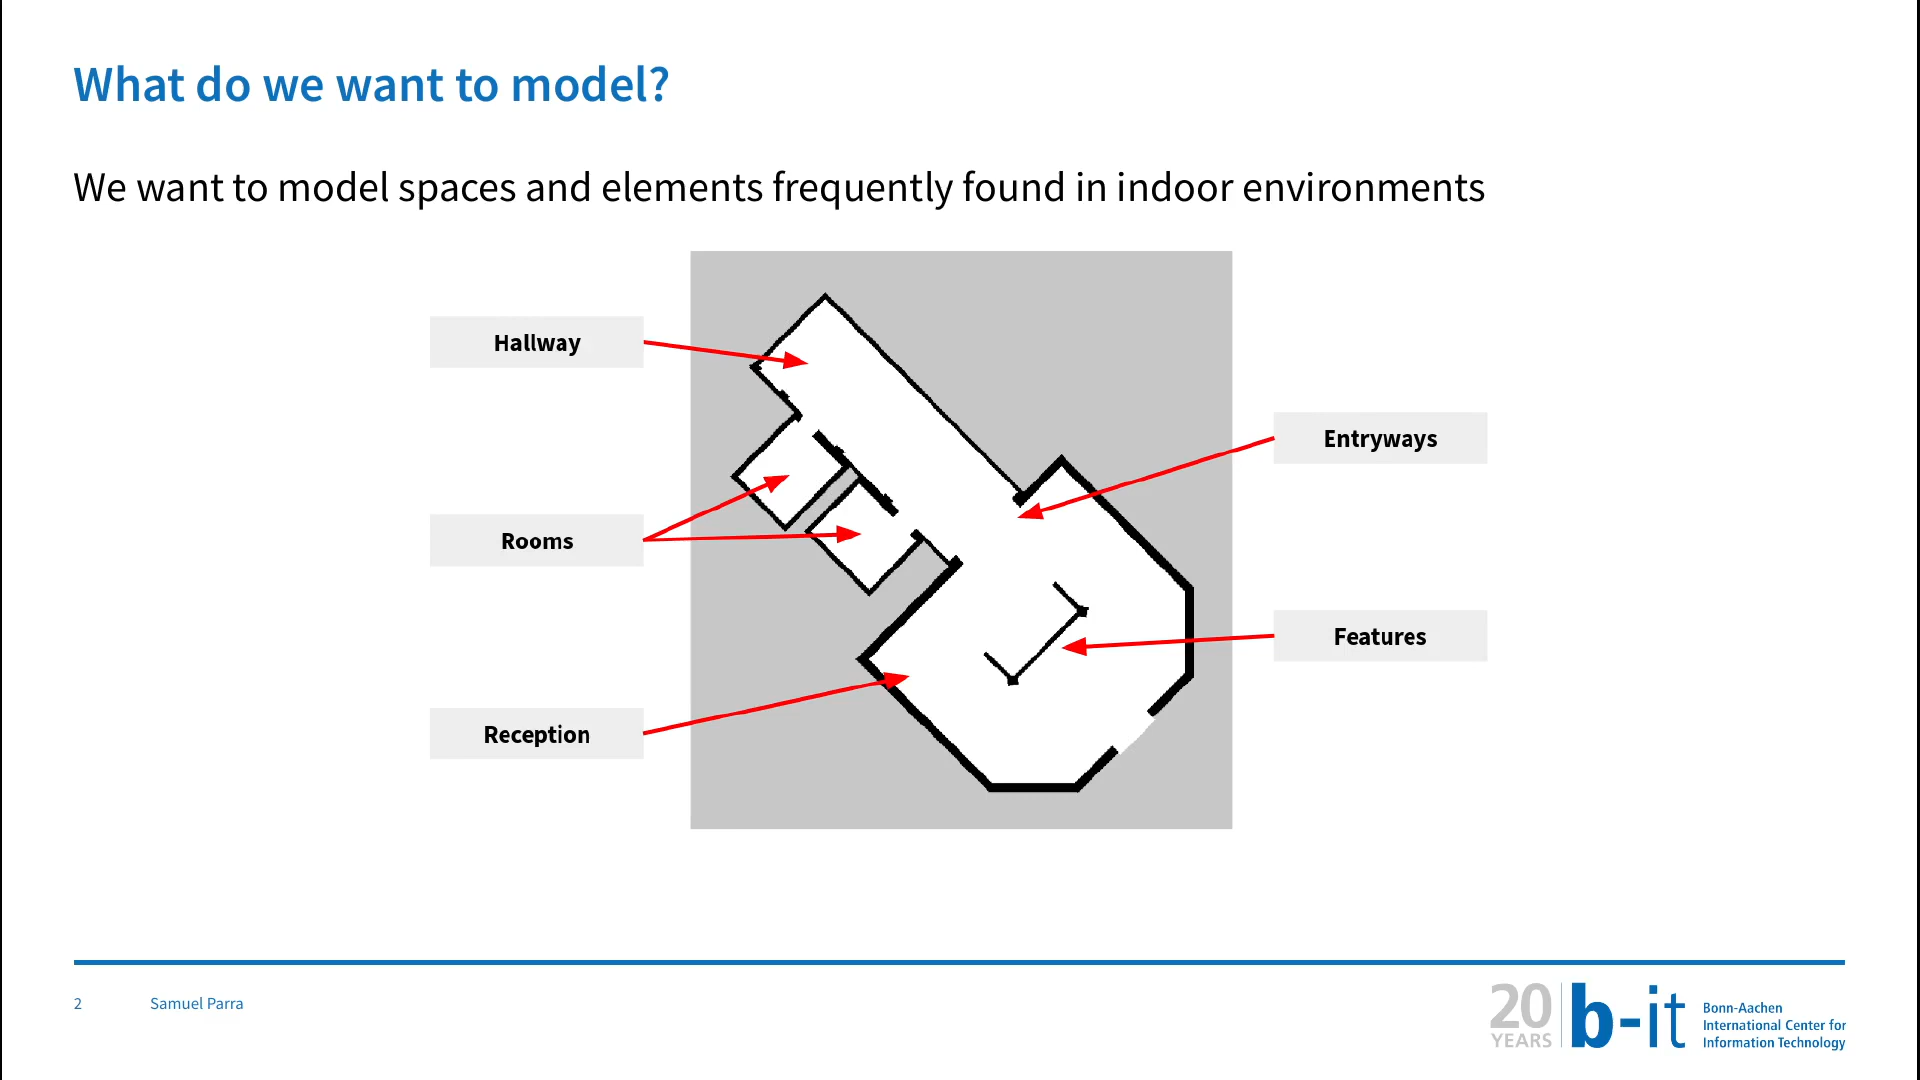 What do we want to model?
We want to model spaces and elements frequently found in indoor environments
Hallway
Entryways
Rooms
Features
Reception
2 Samuel Parra
20 YEARS
b-it
Bonn-Aachen
International Center for
Information Technology